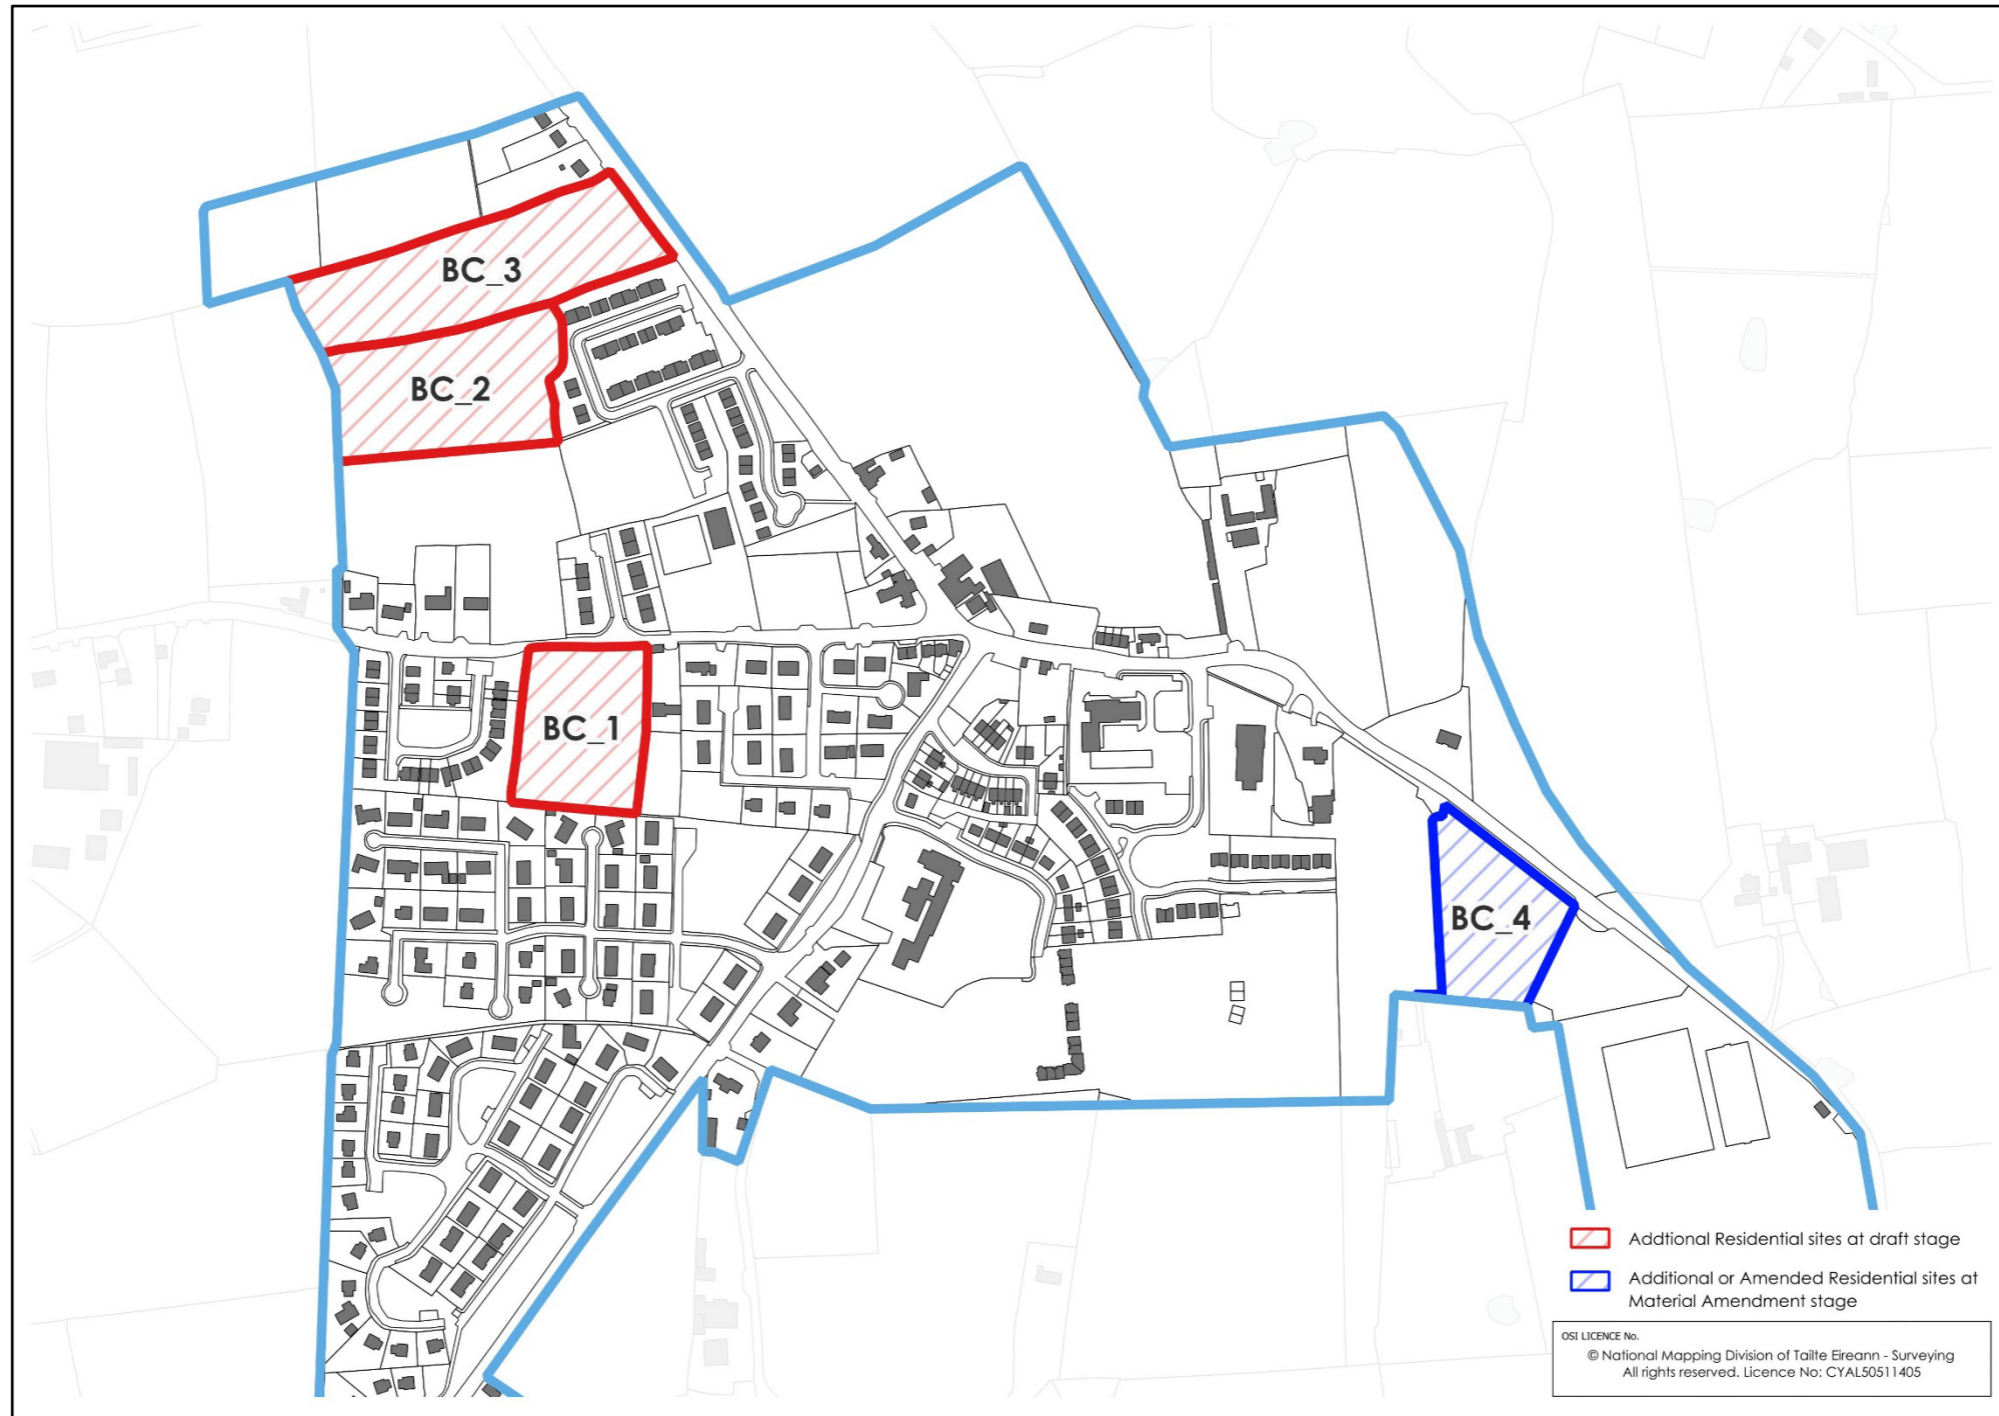 BC_3
BC_2
BC_1
BC_4
Addtional Residential sites at draft stage
Additional or Amended Residential sites at
Material Amendment stage
OSI LICENCE No.
© National Mapping Division of Tailte Eireann - Surveying
All rights reserved. Licence No: CYAL50511405